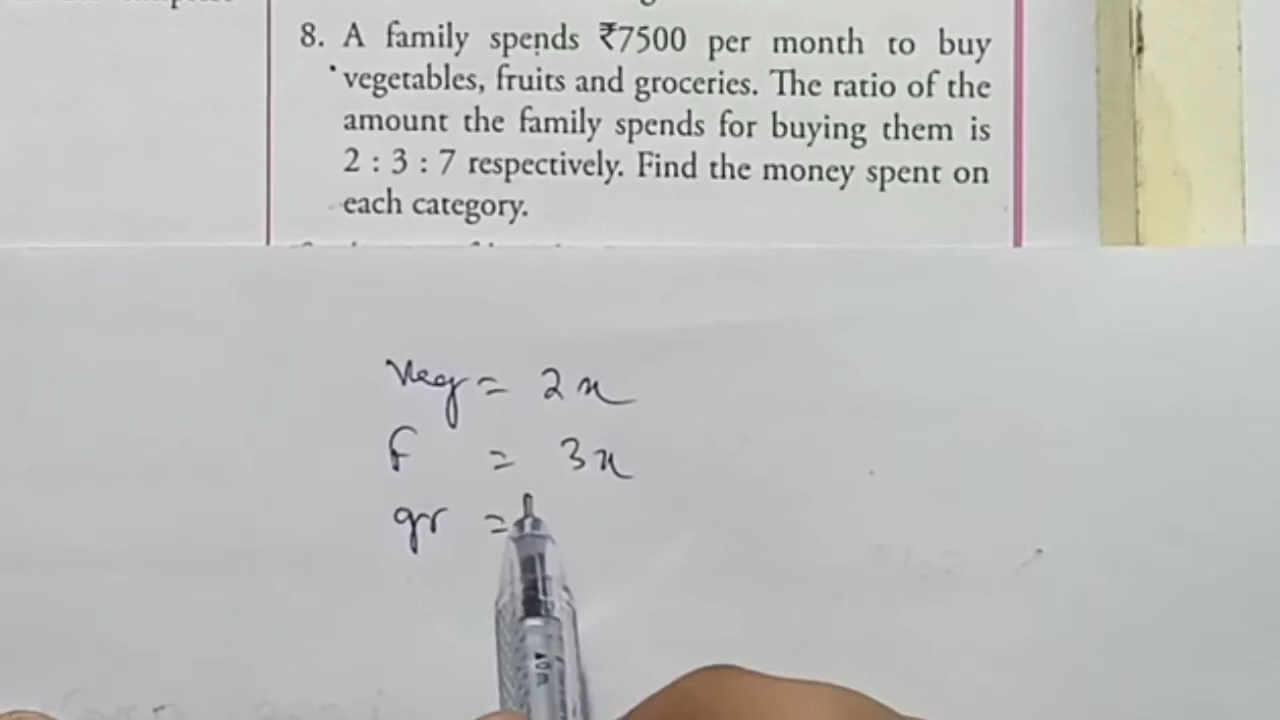 8. A family spends ₹7500 per month to buy
vegetables, fruits and groceries. The ratio of the
amount the family spends for buying them is
2 : 3 : 7 respectively. Find the money spent on
each category.
Veg = 2x
F = 3x
gr =